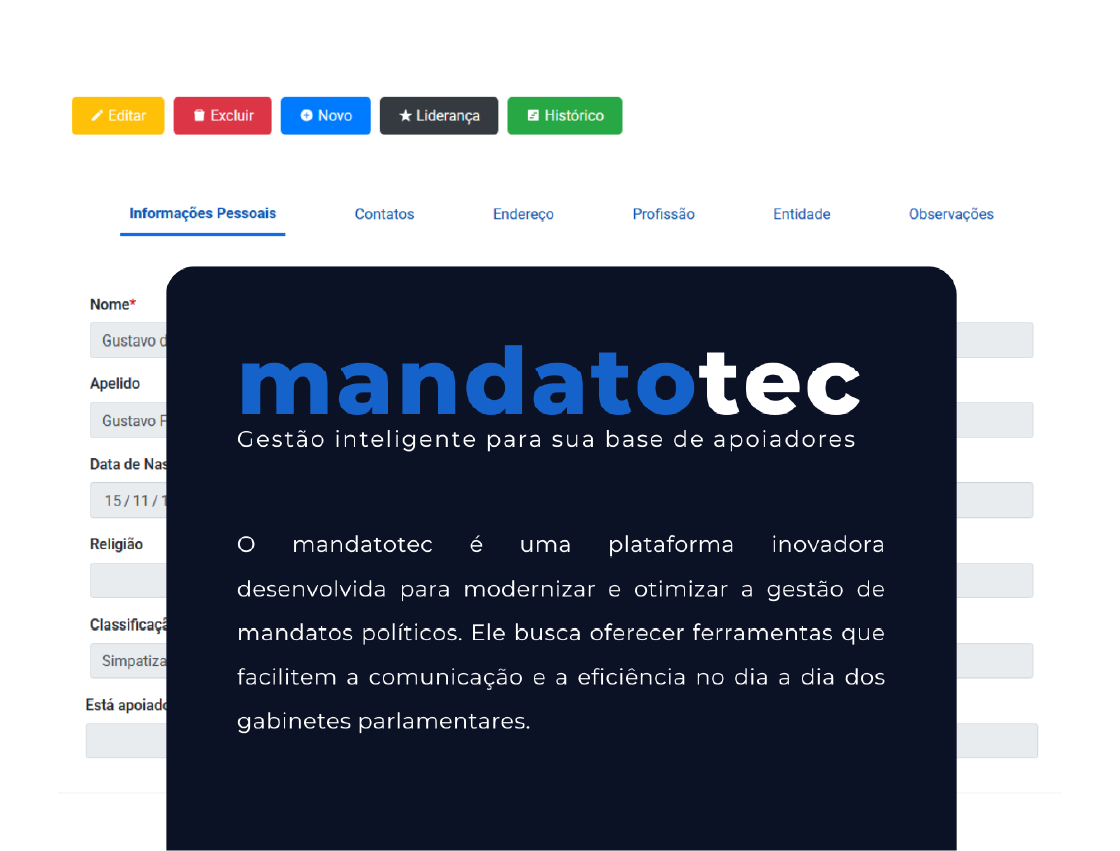 Editar Excluir Novo Liderança Histórico
Informações Pessoais Contatos Endereço Profissão Entidade Observações
Nome*
Gustavo d
Apelido
Gustavo F
Data de Nas
15 / 11 / 1
Religião
Classificaçã
Simpatiza
Está apoiado
mandatotec
Gestão inteligente para sua base de apoiadores
O mandatotec é uma plataforma inovadora
desenvolvida para modernizar e otimizar a gestão de
mandatos políticos. Ele busca oferecer ferramentas que
facilitem a comunicação e a eficiência no dia a dia dos
gabinetes parlamentares.